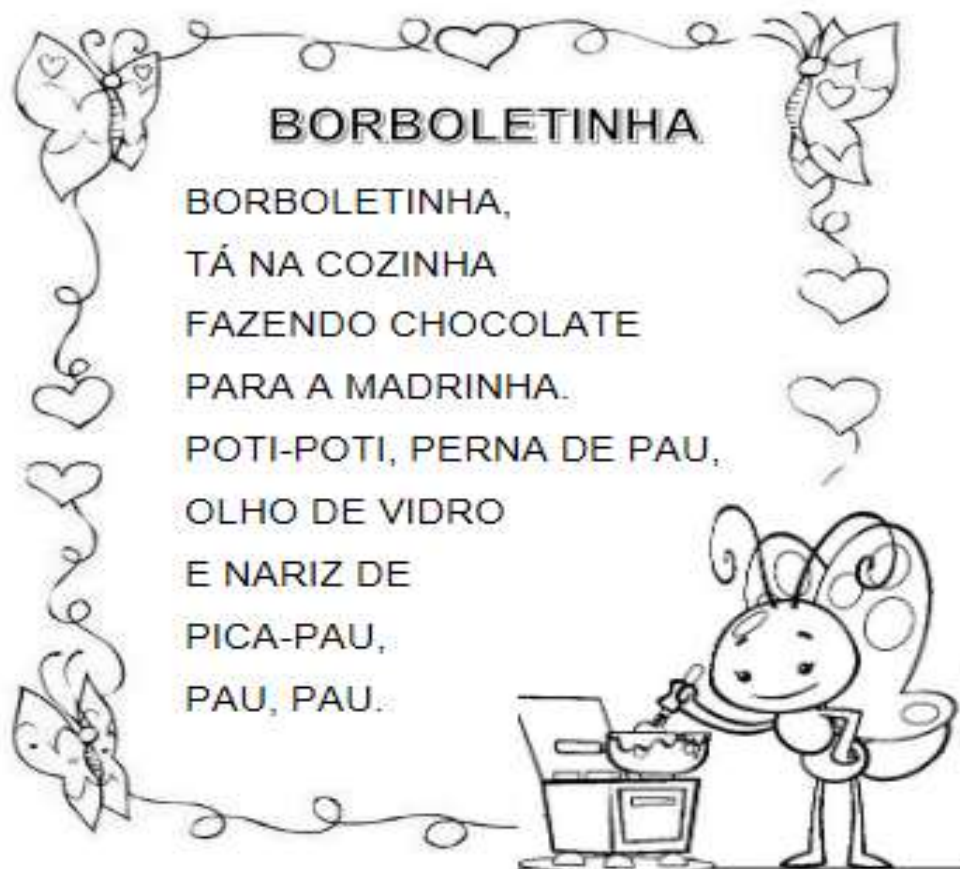 BORBOLETINHA
BORBOLETINHA,
TÁ NA COZINHA
FAZENDO CHOCOLATE
PARA A MADRINHA.
POTI-POTI, PERNA DE PAU,
OLHO DE VIDRO
E NARIZ DE
PICA-PAU,
PAU, PAU.